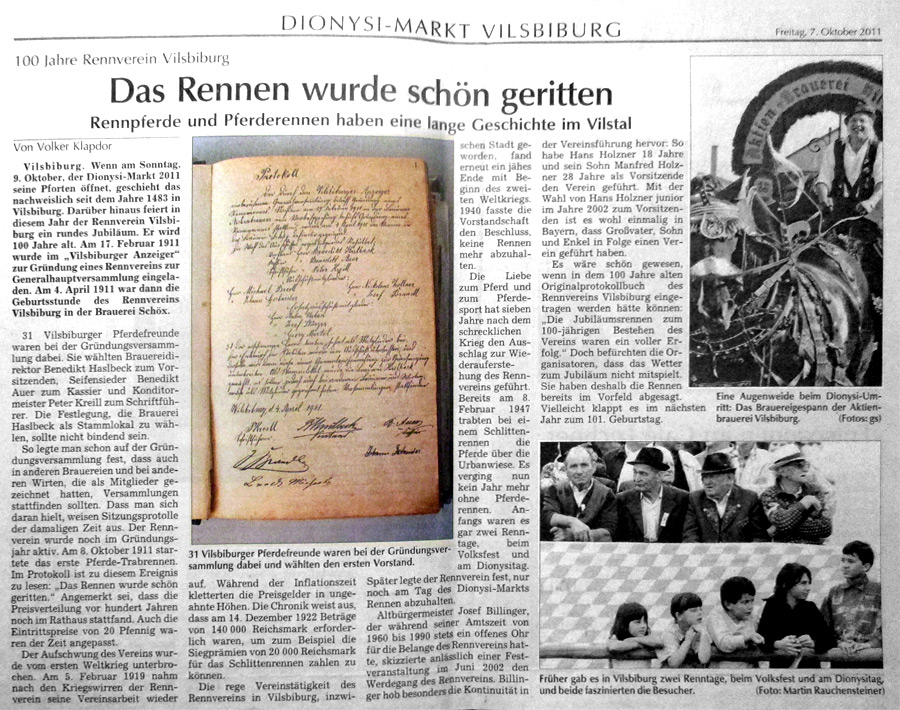 DIONYSI-MARKT VILSBIBURG
Freitag, 7. Oktober 2011
100 Jahre Rennverein Vilsbiburg
Das Rennen wurde schön geritten
Rennpferde und Pferderennen haben eine lange Geschichte im Vilstal
Von Volker Klapdor
Vilsbiburg. Wenn am Sonntag,
9. Oktober, der Dionysi-Markt 2011
seine Pforten öffnet, geschieht das
nachweislich seit dem Jahre 1483 in
Vilsbiburg. Darüber hinaus feiert in
diesem Jahr der Rennverein Vilsbi-
burg ein rundes Jubiläum. Er wird
100 Jahre alt. Am 17. Februar 1911
wurde im „Vilsbiburger Anzeiger“
zur Gründung eines Rennvereins zur
Generalhauptversammlung eingela-
den. Am 4. April 1911 war dann die
Geburtsstunde des Rennvereins
Vilsbiburg in der Brauerei Schöx.
31 Vilsbiburger Pferdefreunde
waren bei der Gründungsversamm-
lung dabei. Sie wählten Brauereidi-
rektor Benedikt Haslbeck zum Vor-
sitzenden, Seifensieder Benedikt
Auer zum Kassier und Konditor-
meister Peter Kreill zum Schriftfüh-
rer. Die Festlegung, die Brauerei
Haslbeck als Stammlokal zu wäh-
len, sollte nicht bindend sein.
So legte man schon auf der Grün-
dungsversammlung fest, dass auch
in anderen Brauereien und bei ande-
ren Wirten, die als Mitglieder ge-
zeichnet hatten, Versammlungen
stattfinden sollten. Dass man sich
daran hielt, weisen Sitzungsprotolle
der damaligen Zeit aus. Der Renn-
verein wurde noch im Gründungs-
jahr aktiv. Am 8. Oktober 1911 star-
tete das erste Pferde-Trabrennen.
Im Protokoll ist zu diesem Ereignis
zu lesen: „Das Rennen wurde schön
geritten.“ Angemerkt sei, dass die
Preisverteilung vor hundert Jahren
noch im Rathaus stattfand. Auch die
Eintrittspreise von 20 Pfennig wa-
ren der Zeit angepasst.
Der Aufschwung des Vereins wur-
de vom ersten Weltkrieg unterbro-
chen. Am 5. Februar 1919 nahm
nach den Kriegswirren der Renn-
verein seine Vereinsarbeit wieder
Protokoll
Vilsbiburg 4. April 1911.
31 Vilsbiburger Pferdefreunde waren bei der Gründungsver-
sammlung dabei und wählten den ersten Vorstand.
auf. Während der Inflationszeit
kletterten die Preisgelder in unge-
ahnte Höhen. Die Chronik weist aus,
dass am 14. Dezember 1922 Beträge
von 140 000 Reichsmark erforder-
lich waren, um zum Beispiel die
Siegprämien von 20 000 Reichsmark
für das Schlittenrennen zahlen zu
können.
Die rege Vereinstätigkeit des
Rennvereins in Vilsbiburg, inzwi-
schen Stadt ge-
worden, fand
erneut ein jähes
Ende mit Be-
ginn des zwei-
ten Weltkriegs.
1940 fasste die
Vorstandschaft
den Beschluss,
keine Rennen
mehr abzuhal-
ten.
Die Liebe
zum Pferd und
zum Pferde-
sport hat sieben
Jahre nach dem
schrecklichen
Krieg den Aus-
schlag zur Wie-
derauferste-
hung des Renn-
vereins geführt.
Bereits am 8.
Februar 1947
trabten bei ei-
nem Schlitten-
rennen die
Pferde über die
Urbanwiese. Es
verging nun
kein Jahr mehr
ohne Pferde-
rennen. An-
fangs waren es
gar zwei Renn-
tage, beim
Volksfest und
am Dionysitag.
Später legte der Rennverein fest, nur
noch am Tag des Dionysi-Markts
Rennen abzuhalten.
Altbürgermeister Josef Billinger,
der während seiner Amtszeit von
1960 bis 1990 stets ein offenes Ohr
für die Belange des Rennvereins hat-
te, skizzierte anlässlich einer Fest-
veranstaltung im Juni 2002 den
Werdegang des Rennvereins. Billin-
ger hob besonders die Kontinuität in
der Vereinsführung hervor: So
habe Hans Holzner 18 Jahre
und sein Sohn Manfred Holz-
ner 28 Jahre als Vorsitzende
den Verein geführt. Mit der
Wahl von Hans Holzner junior
im Jahre 2002 zum Vorsitzen-
den ist es wohl einmalig in
Bayern, dass Großvater, Sohn
und Enkel in Folge einen Ver-
ein geführt haben.
Es wäre schön gewesen,
wenn in dem 100 Jahre alten
Originalprotokollbuch des
Rennvereins Vilsbiburg einge-
tragen werden hätte können:
„Die Jubiläumsrennen zum
100-jährigen Bestehen des
Vereins waren ein voller Er-
folg.“ Doch befürchten die Or-
ganisatoren, dass das Wetter
zum Jubiläum nicht mitspielt.
Sie haben deshalb die Rennen
bereits im Vorfeld abgesagt.
Vielleicht klappt es im nächsten
Jahr zum 101. Geburtstag.
Aktien-Brauerei Vil
Eine Augenweide beim Dionysi-Um-
ritt: Das Brauereigespann der Aktien-
brauerei Vilsbiburg. (Fotos: gs)
Früher gab es in Vilsbiburg zwei Renntage, beim Volksfest und am Dionysitag,
und beide faszinierten die Besucher. (Foto: Martin Rauchensteiner)